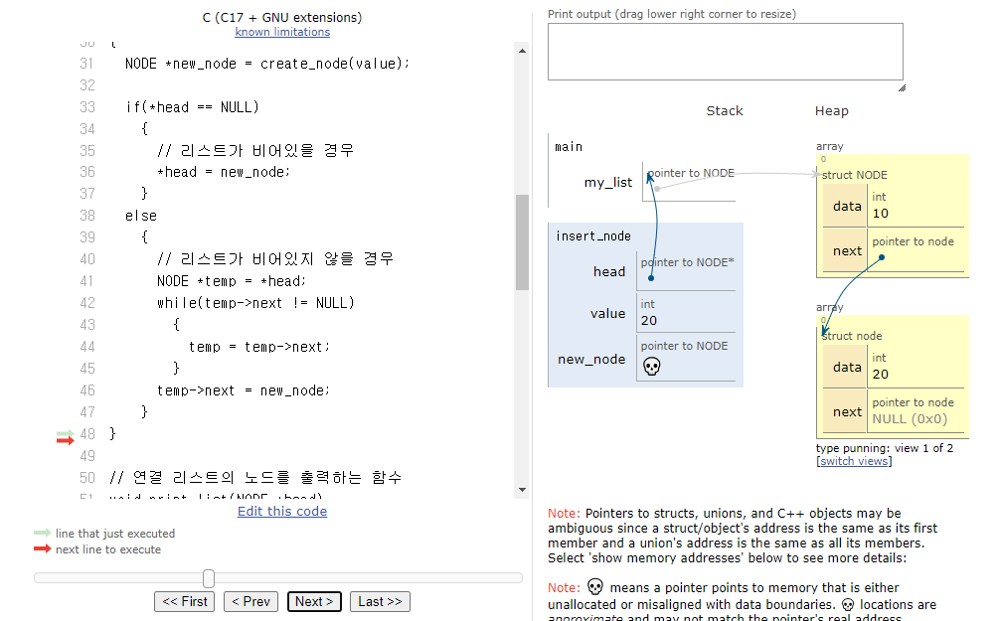 C (C17 + GNU extensions)
known limitations
30 {
31 NODE *new_node = create_node(value);
32
33 if(*head == NULL)
34 {
35 // 리스트가 비어있을 경우
36 *head = new_node;
37 }
38 else
39 {
40 // 리스트가 비어있지 않을 경우
41 NODE *temp = *head;
42 while(temp->next != NULL)
43 {
44 temp = temp->next;
45 }
46 temp->next = new_node;
47 }
48 }
49
50 // 연결 리스트의 노드를 출력하는 함수
51 void print_list(NODE *head)
Edit this code
line that just executed
next line to execute
<< First
< Prev
Next >
Last >>
Print output (drag lower right corner to resize)
Stack
Heap
main
my_list
pointer to NODE
insert_node
head
pointer to NODE*
value
int
20
new_node
pointer to NODE
array
0
struct NODE
data
int
10
next
pointer to node
array
0
struct node
data
int
20
next
pointer to node
NULL (0x0)
type punning: view 1 of 2
[switch views]
Note: Pointers to structs, unions, and C++ objects may be
ambiguous since a struct/object's address is the same as its first
member and a union's address is the same as all its members.
Select 'show memory addresses' below to see more details:
Note: means a pointer points to memory that is either
unallocated or misaligned with data boundaries. locations are
approximate and may not match the pointer's real address.